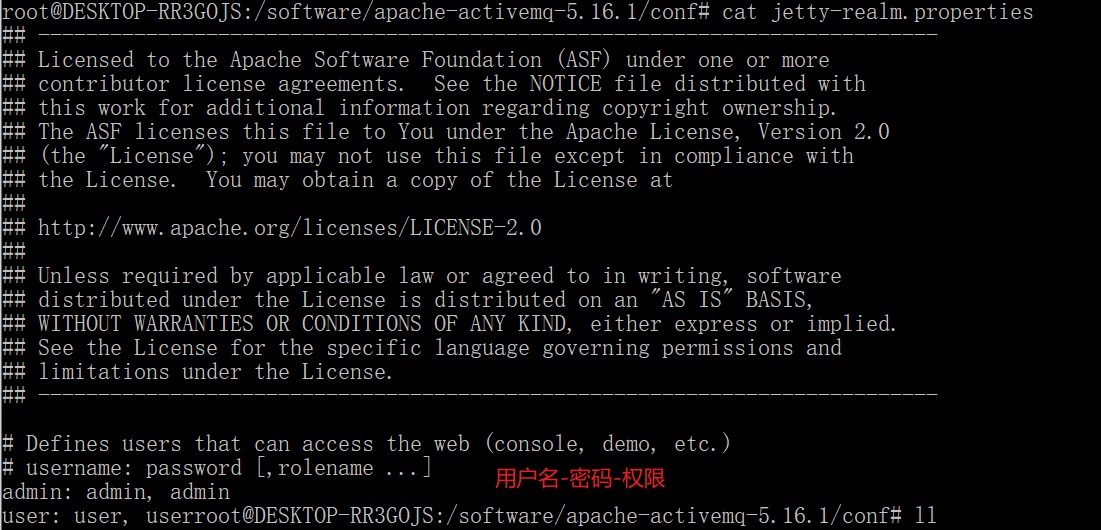 root@DESKTOP-RR3GOJS:/software/apache-activemq-5.16.1/conf# cat jetty-realm.properties
## ---------------------------------------------------------------------------
## Licensed to the Apache Software Foundation (ASF) under one or more
## contributor license agreements.  See the NOTICE file distributed with
## this work for additional information regarding copyright ownership.
## The ASF licenses this file to You under the Apache License, Version 2.0
## (the "License"); you may not use this file except in compliance with
## the License.  You may obtain a copy of the License at
##
## http://www.apache.org/licenses/LICENSE-2.0
##
## Unless required by applicable law or agreed to in writing, software
## distributed under the License is distributed on an "AS IS" BASIS,
## WITHOUT WARRANTIES OR CONDITIONS OF ANY KIND, either express or implied.
## See the License for the specific language governing permissions and
## limitations under the License.
## ---------------------------------------------------------------------------
# Defines users that can access the web (console, demo, etc.)
# username: password [,rolename ...]
用户名-密码-权限
admin: admin, admin
user: user, userroot@DESKTOP-RR3GOJS:/software/apache-activemq-5.16.1/conf# ll